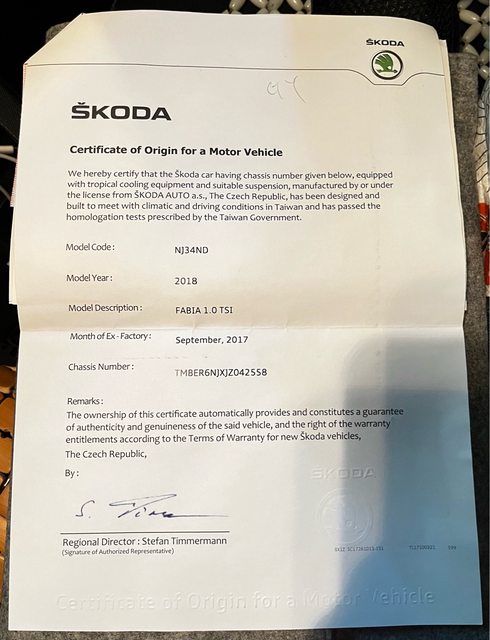 ŠKODA
ŠKODA
Certificate of Origin for a Motor Vehicle
We hereby certify that the Škoda car having chassis number given below, equipped
with tropical cooling equipment and suitable suspension, manufactured by or under
the license from ŠKODA AUTO a.s., The Czech Republic, has been designed and
built to meet with climatic and driving conditions in Taiwan and has passed the
homologation tests prescribed by the Taiwan Government.
Model Code : NJ34ND
Model Year : 2018
Model Description : FABIA 1.0 TSI
Month of Ex - Factory : September, 2017
Chassis Number : TMBER6NJXJZ042558
Remarks :
The ownership of this certificate automatically provides and constitutes a guarantee
of authenticity and genuineness of the said vehicle, and the right of the warranty
entitlements according to the Terms of Warranty for new Škoda vehicles,
The Czech Republic,
By :
ŠKODA
Regional Director : Stefan Timmermann
(Signature of Authorized Representative)
Certificate of Origin for a Motor Vehicle